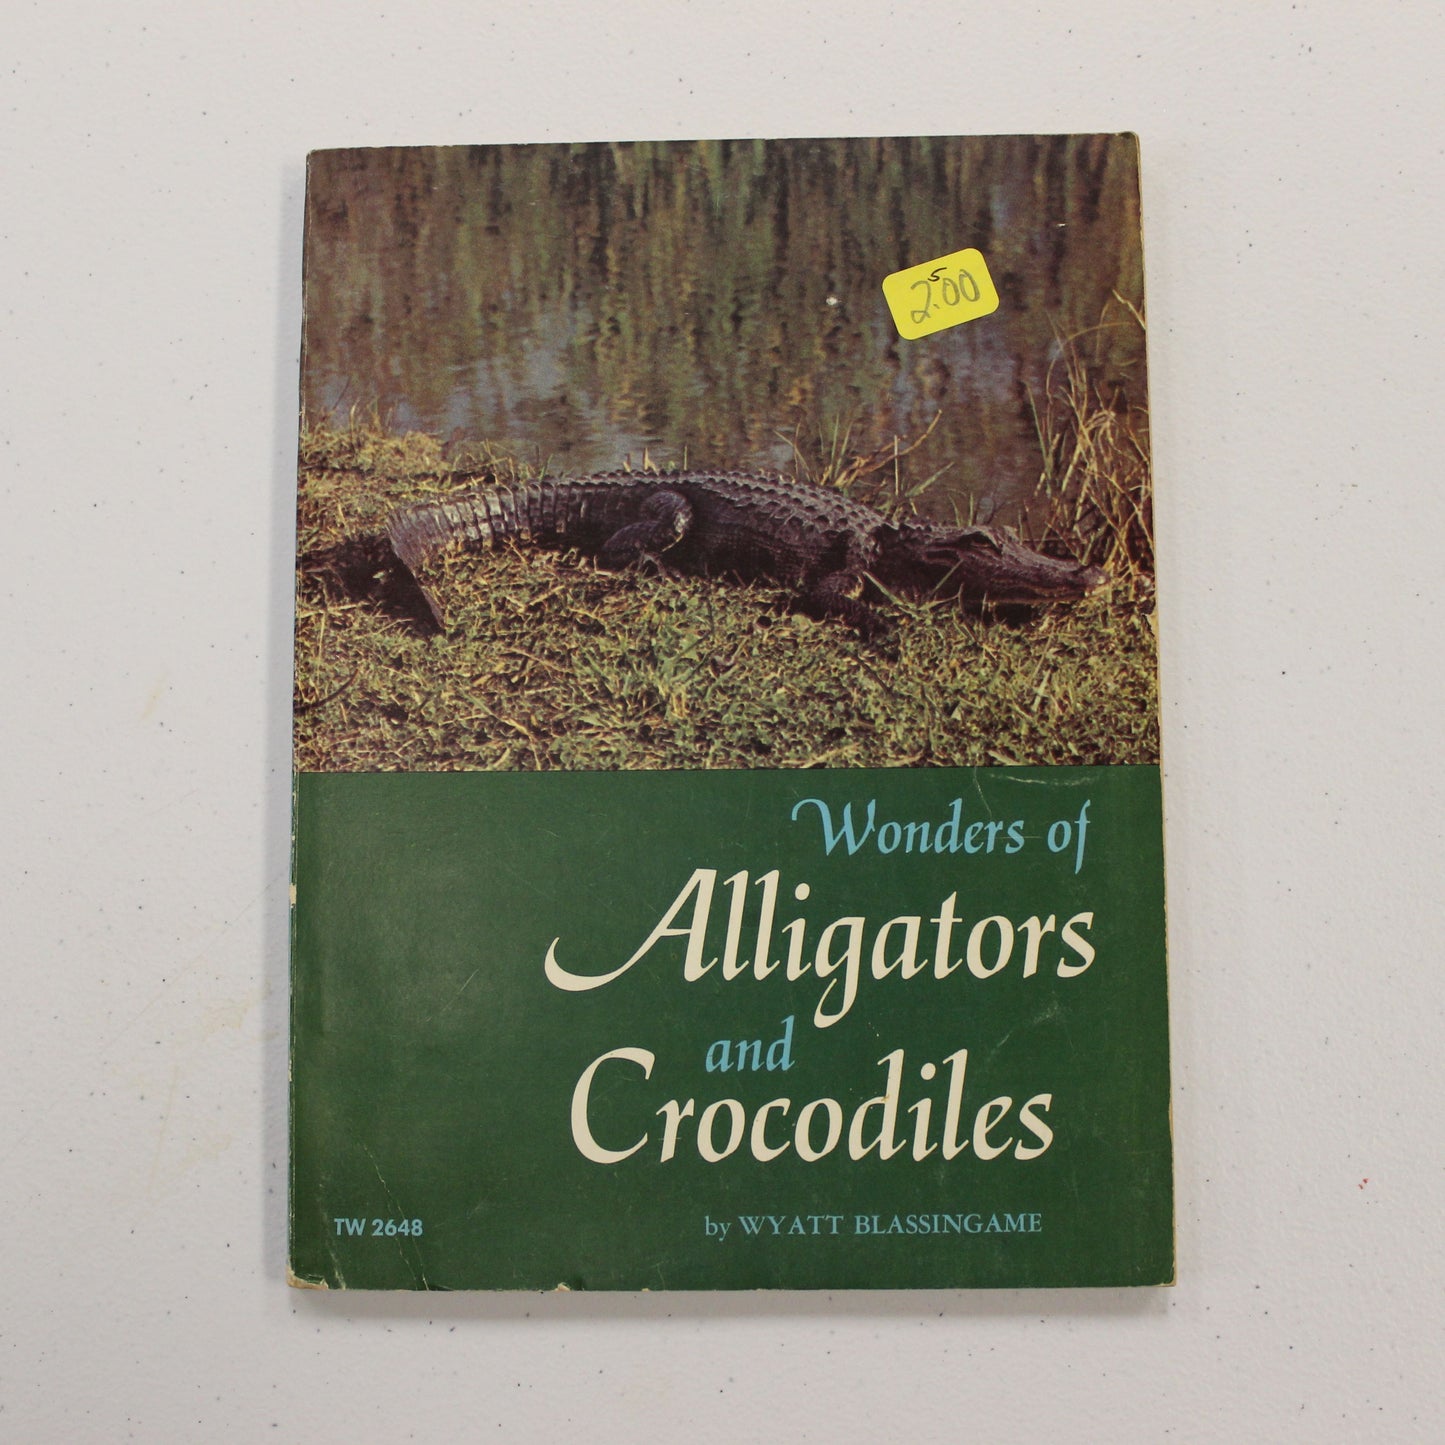 2.00
5
Wonders of
Alligators
and
Crocodiles
TW 2648
by WYATT BLASSINGAME